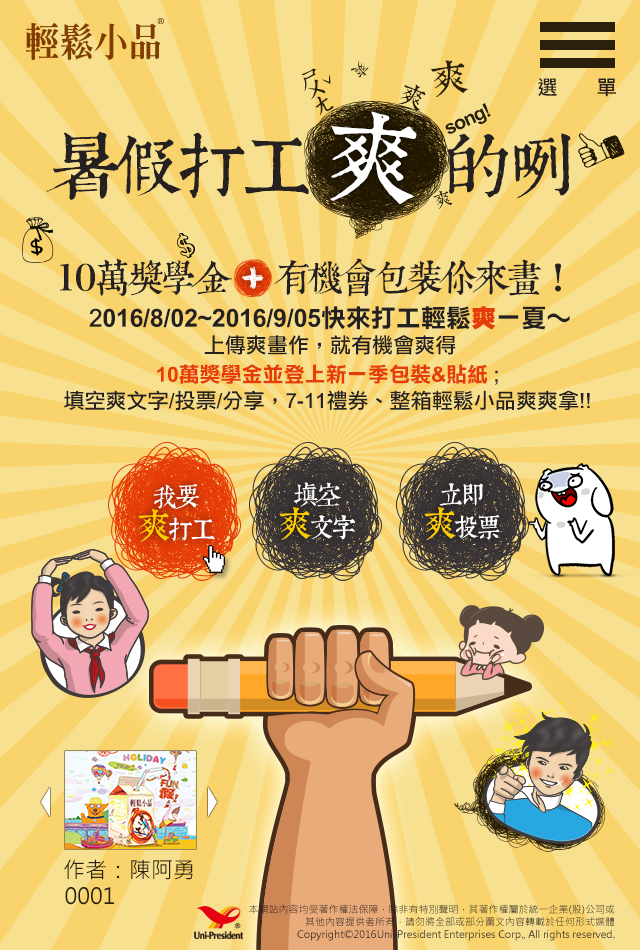 輕鬆小品®
選單
ㄕㄨㄤ
爽
爽
song!
暑假打工爽的咧
爽
$
$
10萬獎學金+有機會包裝你來畫！
2016/8/02~2016/9/05快來打工輕鬆爽一夏～
上傳爽畫作，就有機會爽得
10萬獎學金並登上新一季包裝&貼紙；
填空爽文字/投票/分享，7-11禮券、整箱輕鬆小品爽爽拿!!
我要
爽打工
填空
爽文字
立即
爽投票
HOLIDAY
FUN
假!
輕鬆小品
作者：陳阿勇
0001
Uni-President
本網站內容均受著作權法保障，除非有特別聲明，其著作權屬於統一企業(股)公司或
其他內容提供者所有，請勿將全部或部分圖文內容轉載於任何形式媒體
Copyright©2016Uni-President Enterprises Corp., All rights reserved.